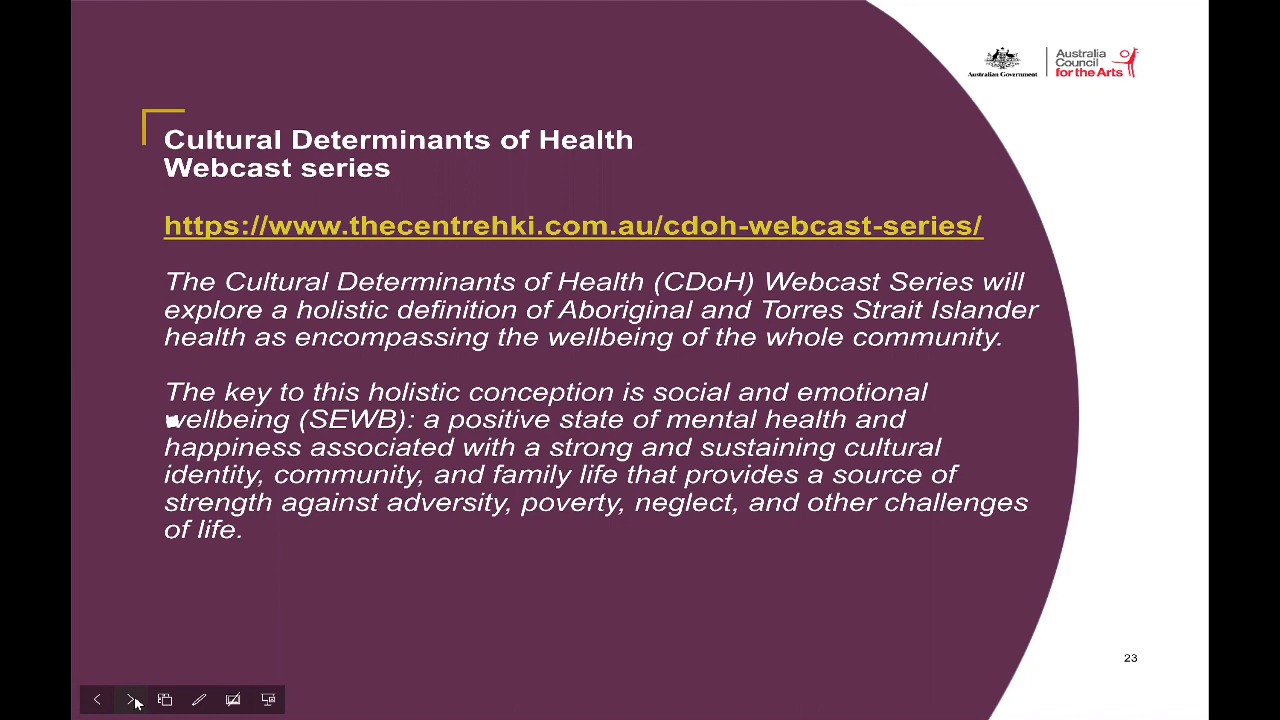 Australian Government
Australia
Council
for the Arts
Cultural Determinants of Health
Webcast series
https://www.thecentrehki.com.au/cdoh-webcast-series/
The Cultural Determinants of Health (CDoH) Webcast Series will
explore a holistic definition of Aboriginal and Torres Strait Islander
health as encompassing the wellbeing of the whole community.
The key to this holistic conception is social and emotional
wellbeing (SEWB): a positive state of mental health and
happiness associated with a strong and sustaining cultural
identity, community, and family life that provides a source of
strength against adversity, poverty, neglect, and other challenges
of life.
23